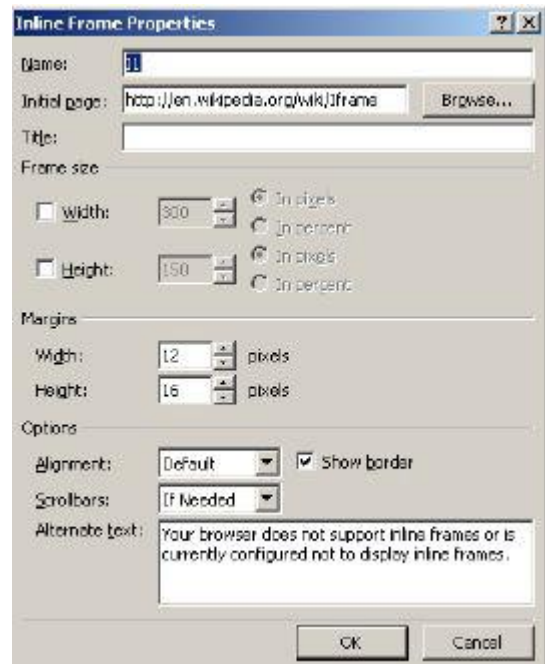 Inline Frame Properties
Name: I1
Initial page: http://en.wikipedia.org/wiki/Iframe Browse...
Title:
Frame size
Width: 300 In pixels
In percent
Height: 150 In pixels
In percent
Margins
Width: 12 pixels
Height: 16 pixels
Options
Alignment: Default Show border
Scrollbars: If Needed
Alternate text: Your browser does not support inline frames or is
currently configured not to display inline frames.
OK Cancel